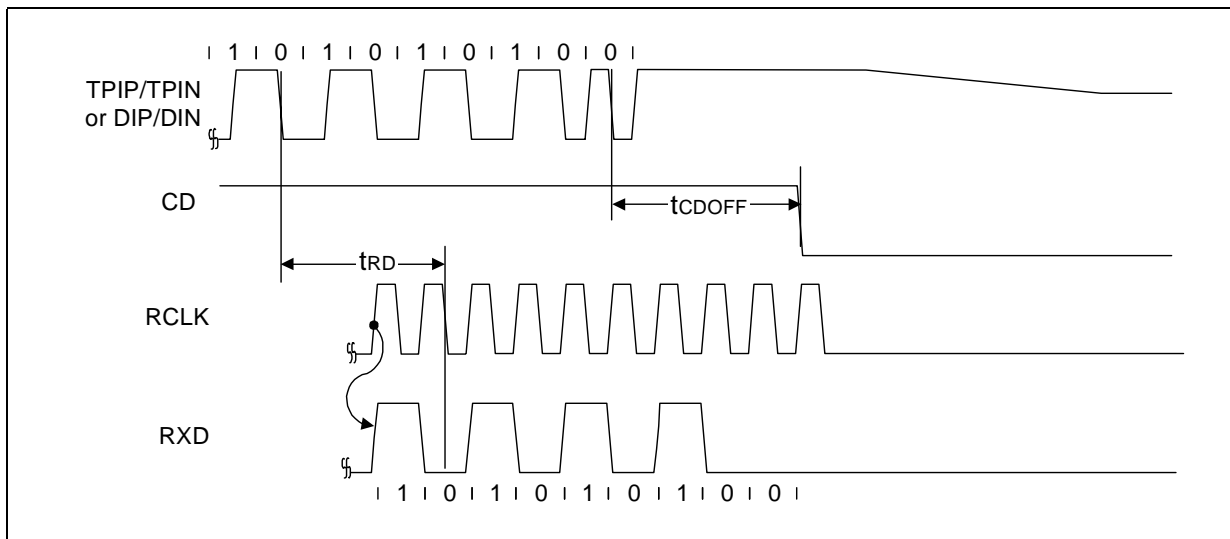 1 0 1 0 1 0 1 0 0
TPIP/TPIN
or DIP/DIN
CD
tCDOFF
tRD
RCLK
RXD
1 0 1 0 1 0 1 0 0